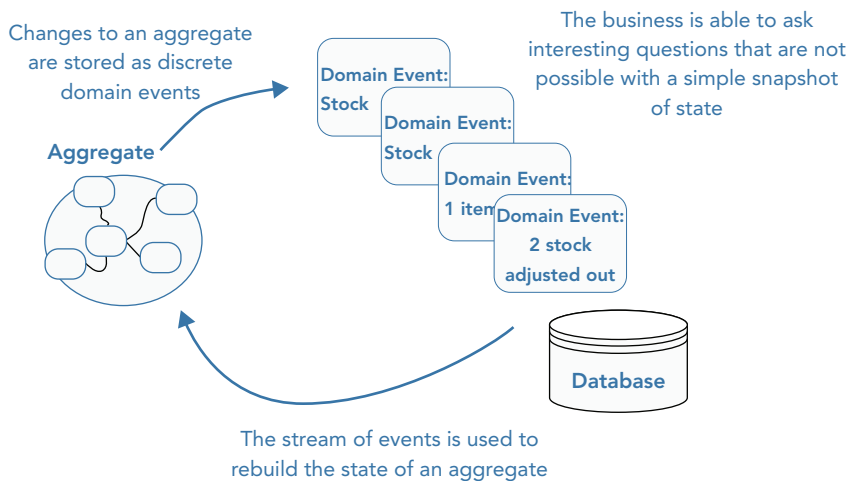 Changes to an aggregate
are stored as discrete
domain events
The business is able to ask
interesting questions that are not
possible with a simple snapshot
of state
Domain Event:
Stock
Domain Event:
Stock
Domain Event:
1 item
Domain Event:
2 stock
adjusted out
Aggregate
Database
The stream of events is used to
rebuild the state of an aggregate